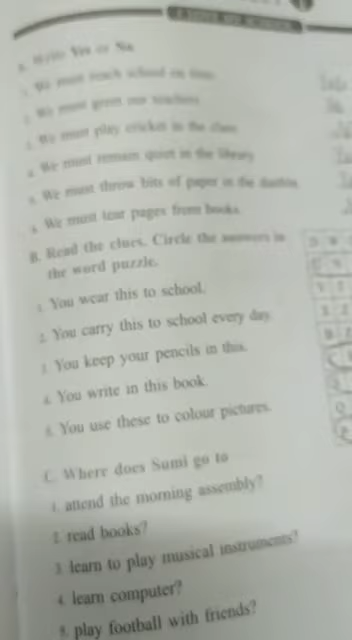 I LOVE MY SCHOOL
A. Write Yes or No.
1. We must reach school on time.
2. We must greet our teachers.
3. We must play cricket in the class.
4. We must remain quiet in the library.
5. We must throw bits of paper in the dustbin.
6. We must tear pages from books.
B. Read the clues. Circle the answers in
the word puzzle.
1. You wear this to school.
2. You carry this to school every day.
3. You keep your pencils in this.
4. You write in this book.
5. You use these to colour pictures.
C. Where does Sumi go to
1. attend the morning assembly?
2. read books?
3. learn to play musical instruments?
4. learn computer?
5. play football with friends?